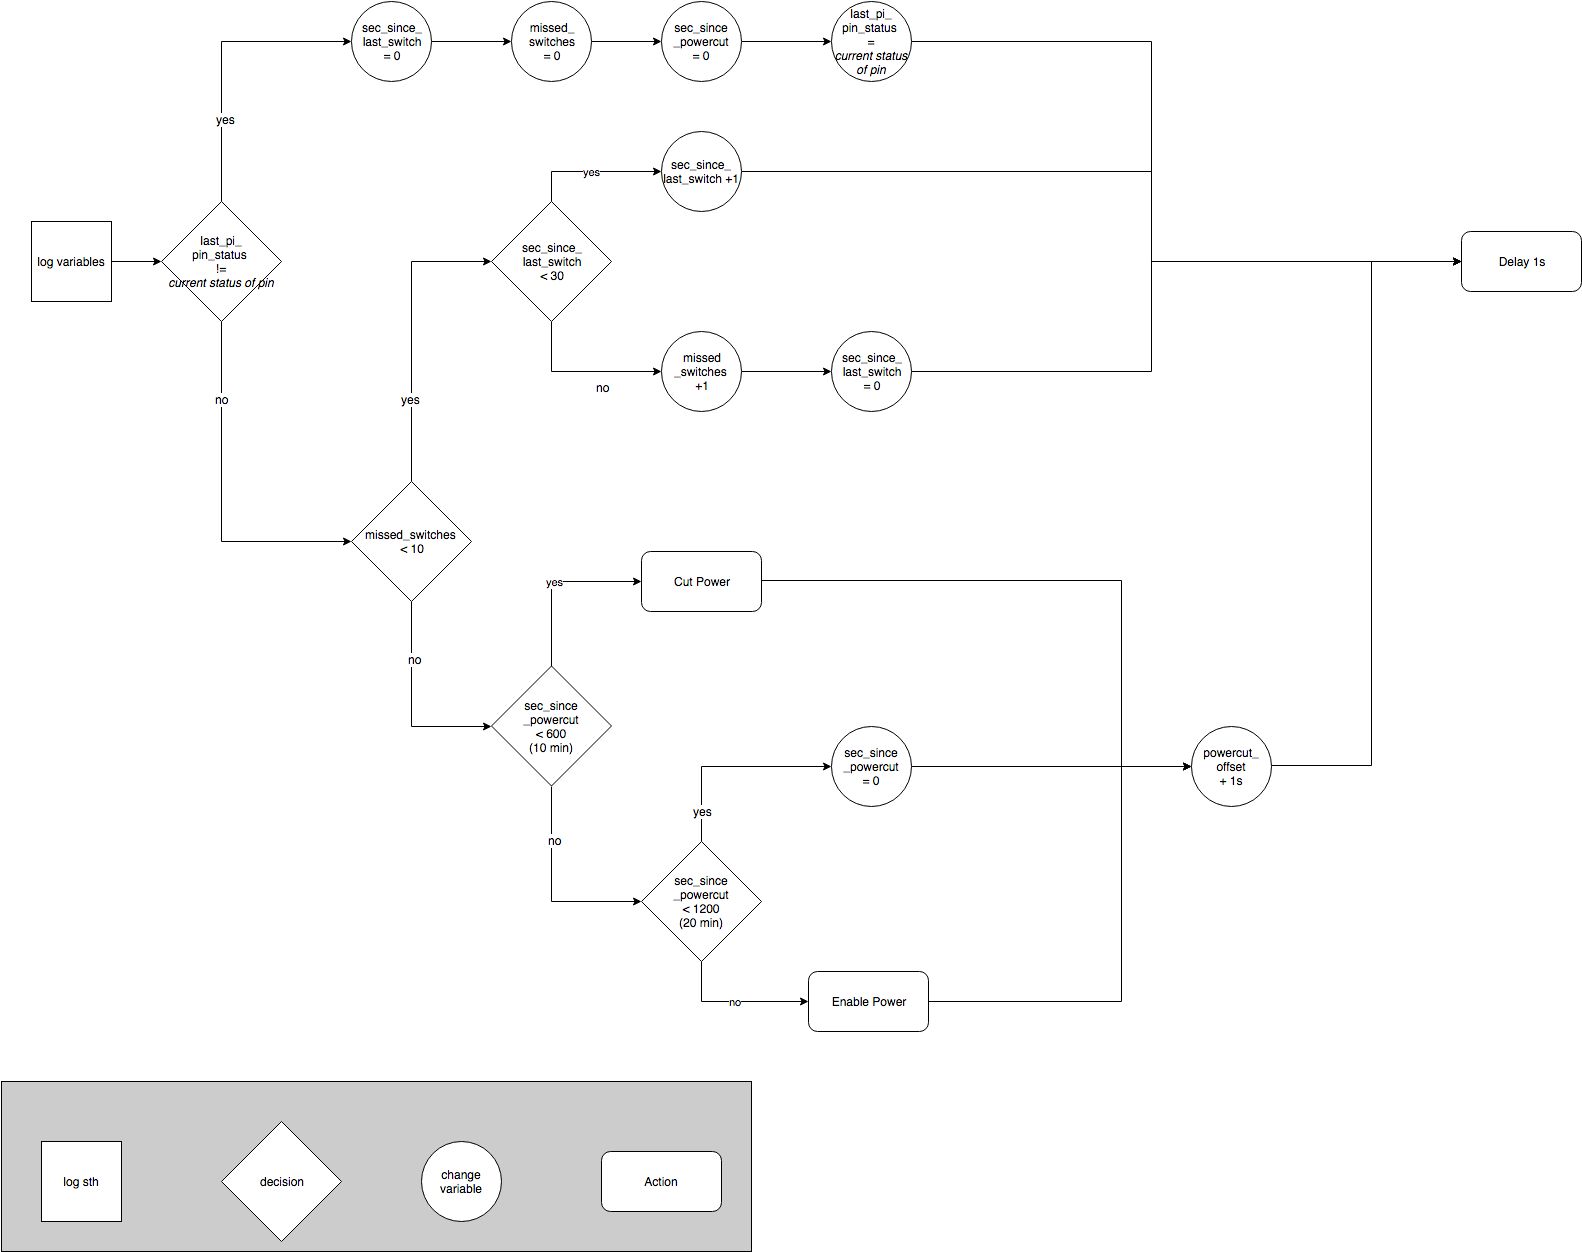 sec_since_
last_switch
= 0
missed_
switches
= 0
sec_since
_powercut
= 0
last_pi_
pin_status
=
current status
of pin
yes
sec_since_
last_switch +1
yes
log variables
last_pi_
pin_status
!=
current status of pin
sec_since_
last_switch
< 30
Delay 1s
missed
_switches
+1
sec_since_
last_switch
= 0
no
no
yes
missed_switches
< 10
yes
Cut Power
no
sec_since
_powercut
< 600
(10 min)
sec_since
_powercut
= 0
powercut_
offset
+ 1s
yes
no
sec_since
_powercut
< 1200
(20 min)
no
Enable Power
log sth
decision
change
variable
Action